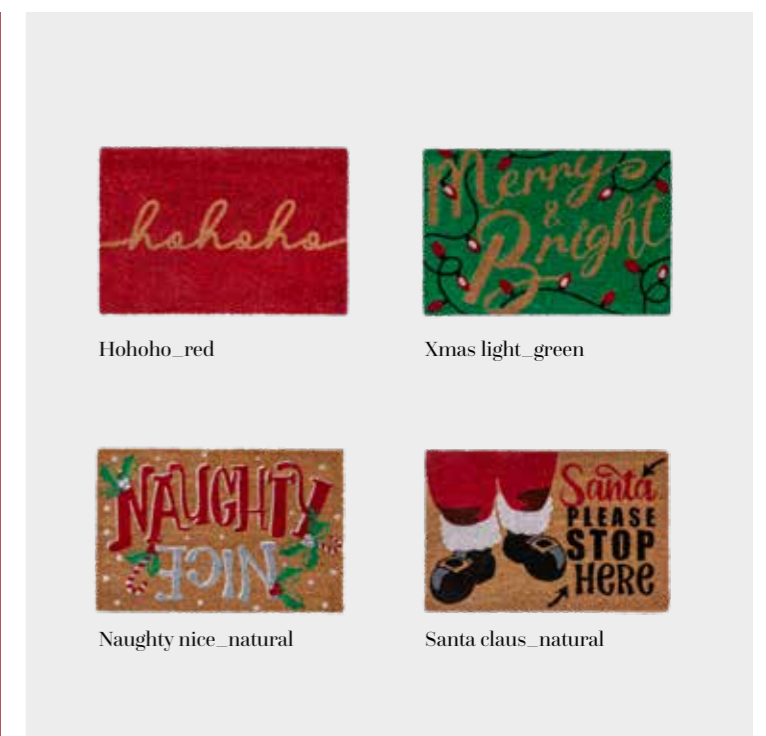 hohoho
Merry
&
Bright
Hohoho_red
Xmas light_green
NAUGHTY
NICE
Santa
PLEASE
STOP
HERE
Naughty nice_natural
Santa claus_natural